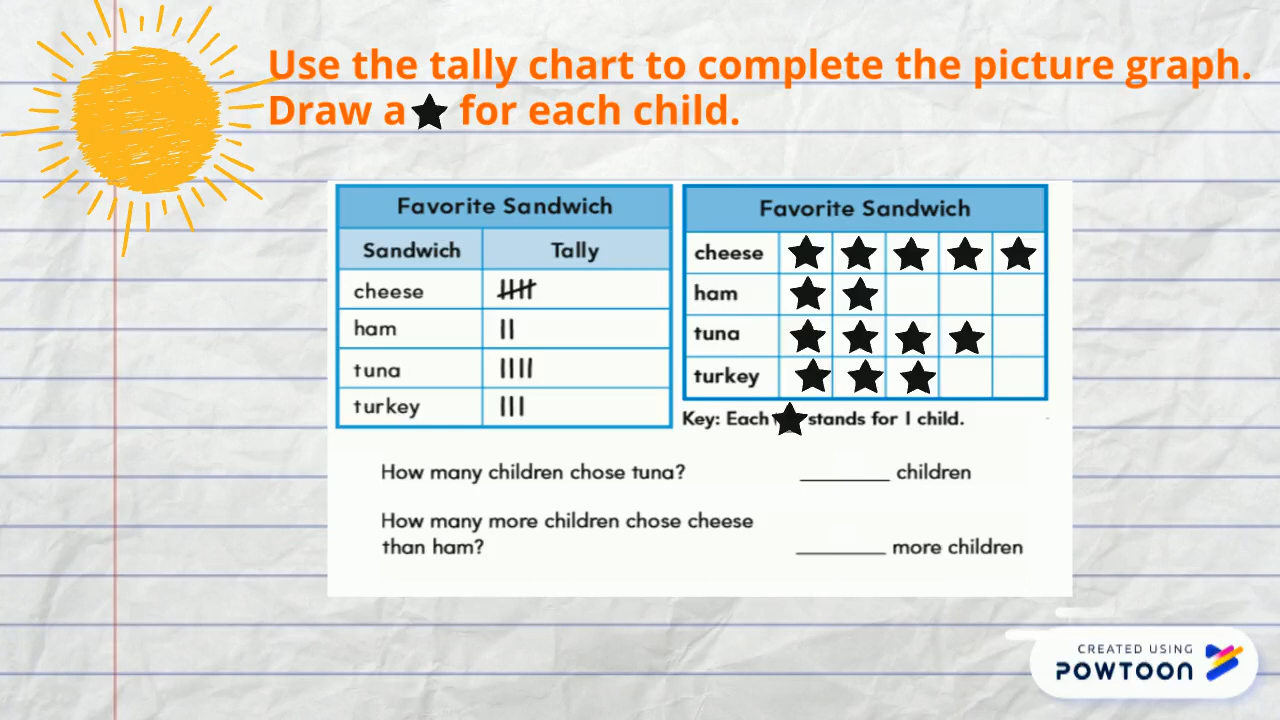 Use the tally chart to complete the picture graph.
Draw a ★ for each child.
Favorite Sandwich
Sandwich Tally
cheese
ham
tuna
turkey
Favorite Sandwich
cheese
ham
tuna
turkey
Key: Each ★ stands for 1 child.
How many children chose tuna? ________ children
How many more children chose cheese
than ham? ________ more children
CREATED USING
POWTOON